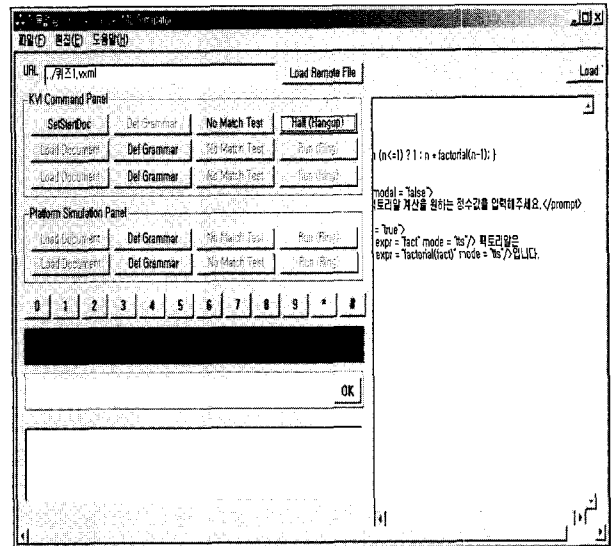 파일(F) 편집(E) 도움말(H)
URL ./퀴즈1.vxml Load Remote File Load
KVI Command Panel
SetStartDoc Def Grammar No Match Test Halt (Hangup)
Load Document Def Grammar No Match Test Run (Ring)
Load Document Def Grammar No Match Test Run (Ring)
Platform Simulation Panel
Load Document Def Grammar No Match Test Run (Ring)
Load Document Def Grammar No Match Test Run (Ring)
0 1 2 3 4 5 6 7 8 9 * #
OK
(n<=1) ? 1 : n * factorial(n-1); }
modal = "false">
토리알 계산을 원하는 정수값을 입력해주세요.</prompt>
= "true">
expr = "fact" mode = "tts"/> 팩토리알은
expr = "factorial(fact)" mode = "tts"/>입니다.